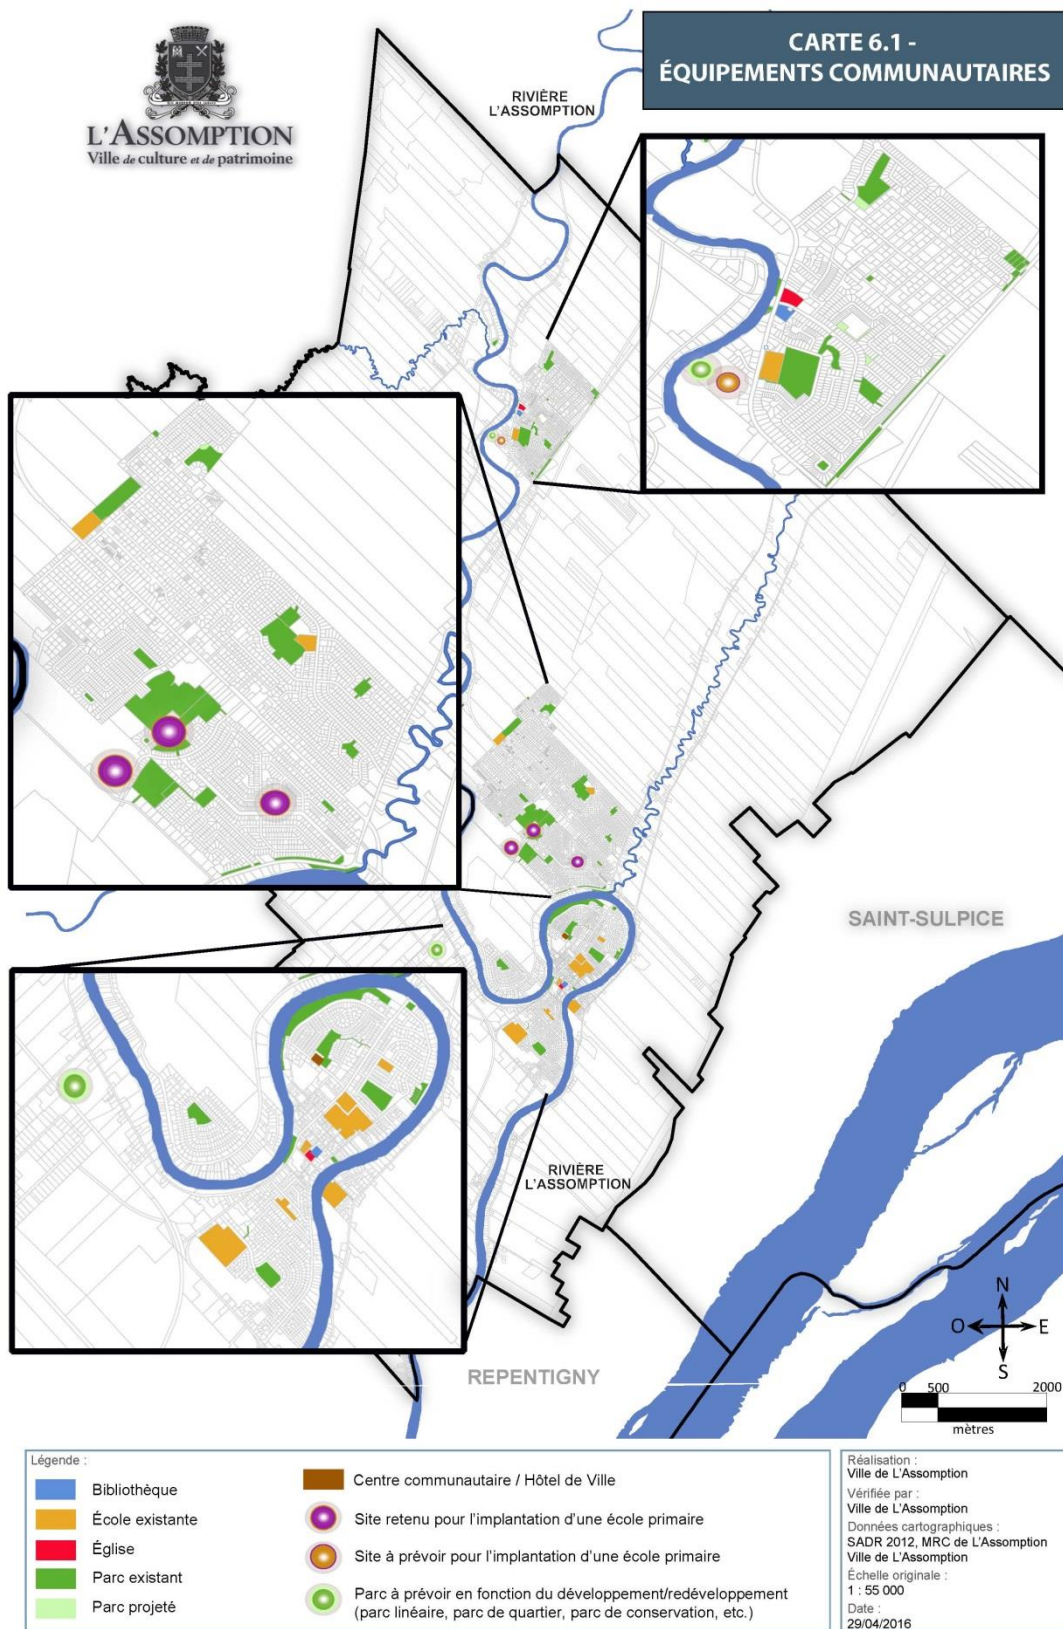 CARTE 6.1 -
ÉQUIPEMENTS COMMUNAUTAIRES
L'ASSOMPTION
Ville de culture et de patrimoine
RIVIÈRE
L'ASSOMPTION
SAINT-SULPICE
RIVIÈRE
L'ASSOMPTION
REPENTIGNY
N
O
E
S
0 500 2000
mètres
Légende :
Bibliothèque
École existante
Église
Parc existant
Parc projeté
Centre communautaire / Hôtel de Ville
Site retenu pour l'implantation d'une école primaire
Site à prévoir pour l'implantation d'une école primaire
Parc à prévoir en fonction du développement/redéveloppement
(parc linéaire, parc de quartier, parc de conservation, etc.)
Réalisation :
Ville de L'Assomption
Vérifiée par :
Ville de L'Assomption
Données cartographiques :
SADR 2012, MRC de L'Assomption
Ville de L'Assomption
Échelle originale :
1 : 55 000
Date :
29/04/2016